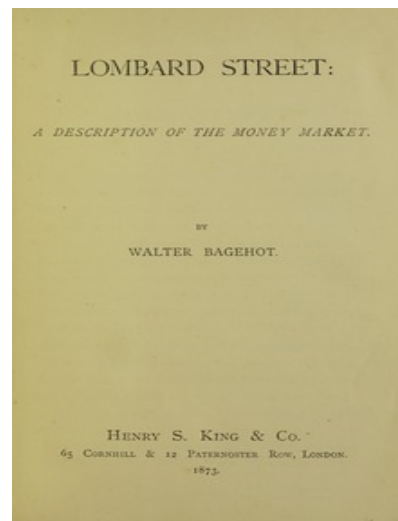 LOMBARD STREET:
A DESCRIPTION OF THE MONEY MARKET.
BY
WALTER BAGEHOT.
HENRY S. KING & CO.
65 CORNHILL & 12 PATERNOSTER ROW, LONDON.
1873.